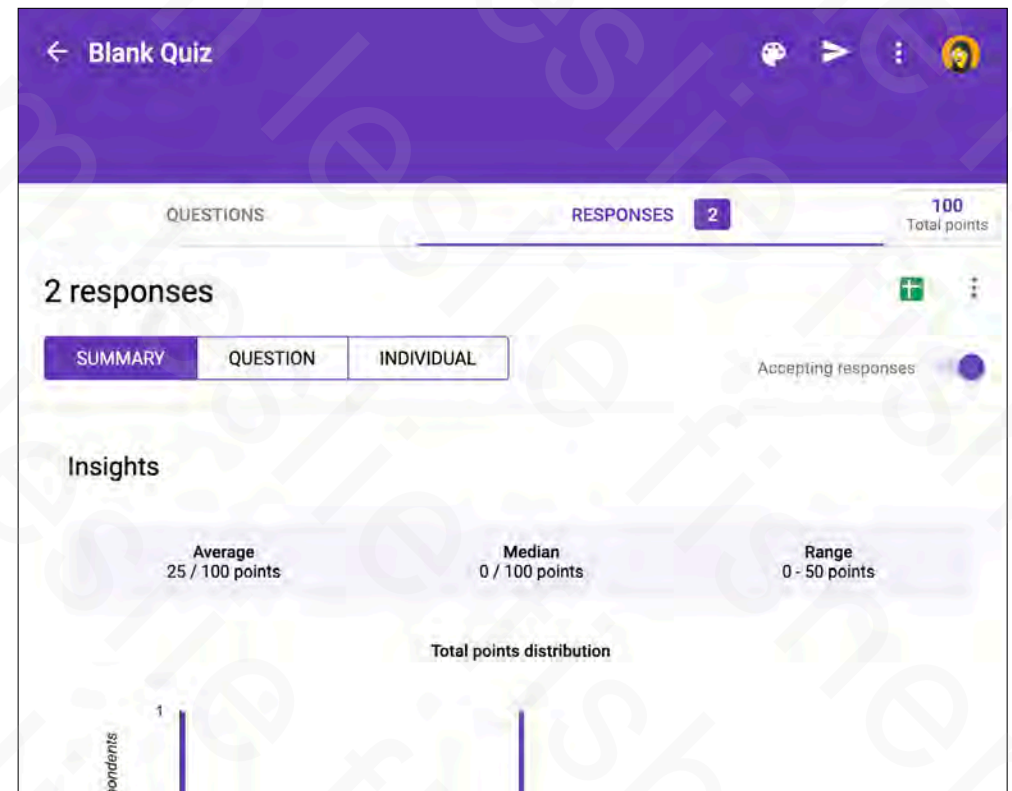 Blank Quiz
QUESTIONS
RESPONSES 2
100
Total points
2 responses
SUMMARY QUESTION INDIVIDUAL
Accepting responses
Insights
Average Median Range
25 / 100 points 0 / 100 points 0 - 50 points
Total points distribution
1